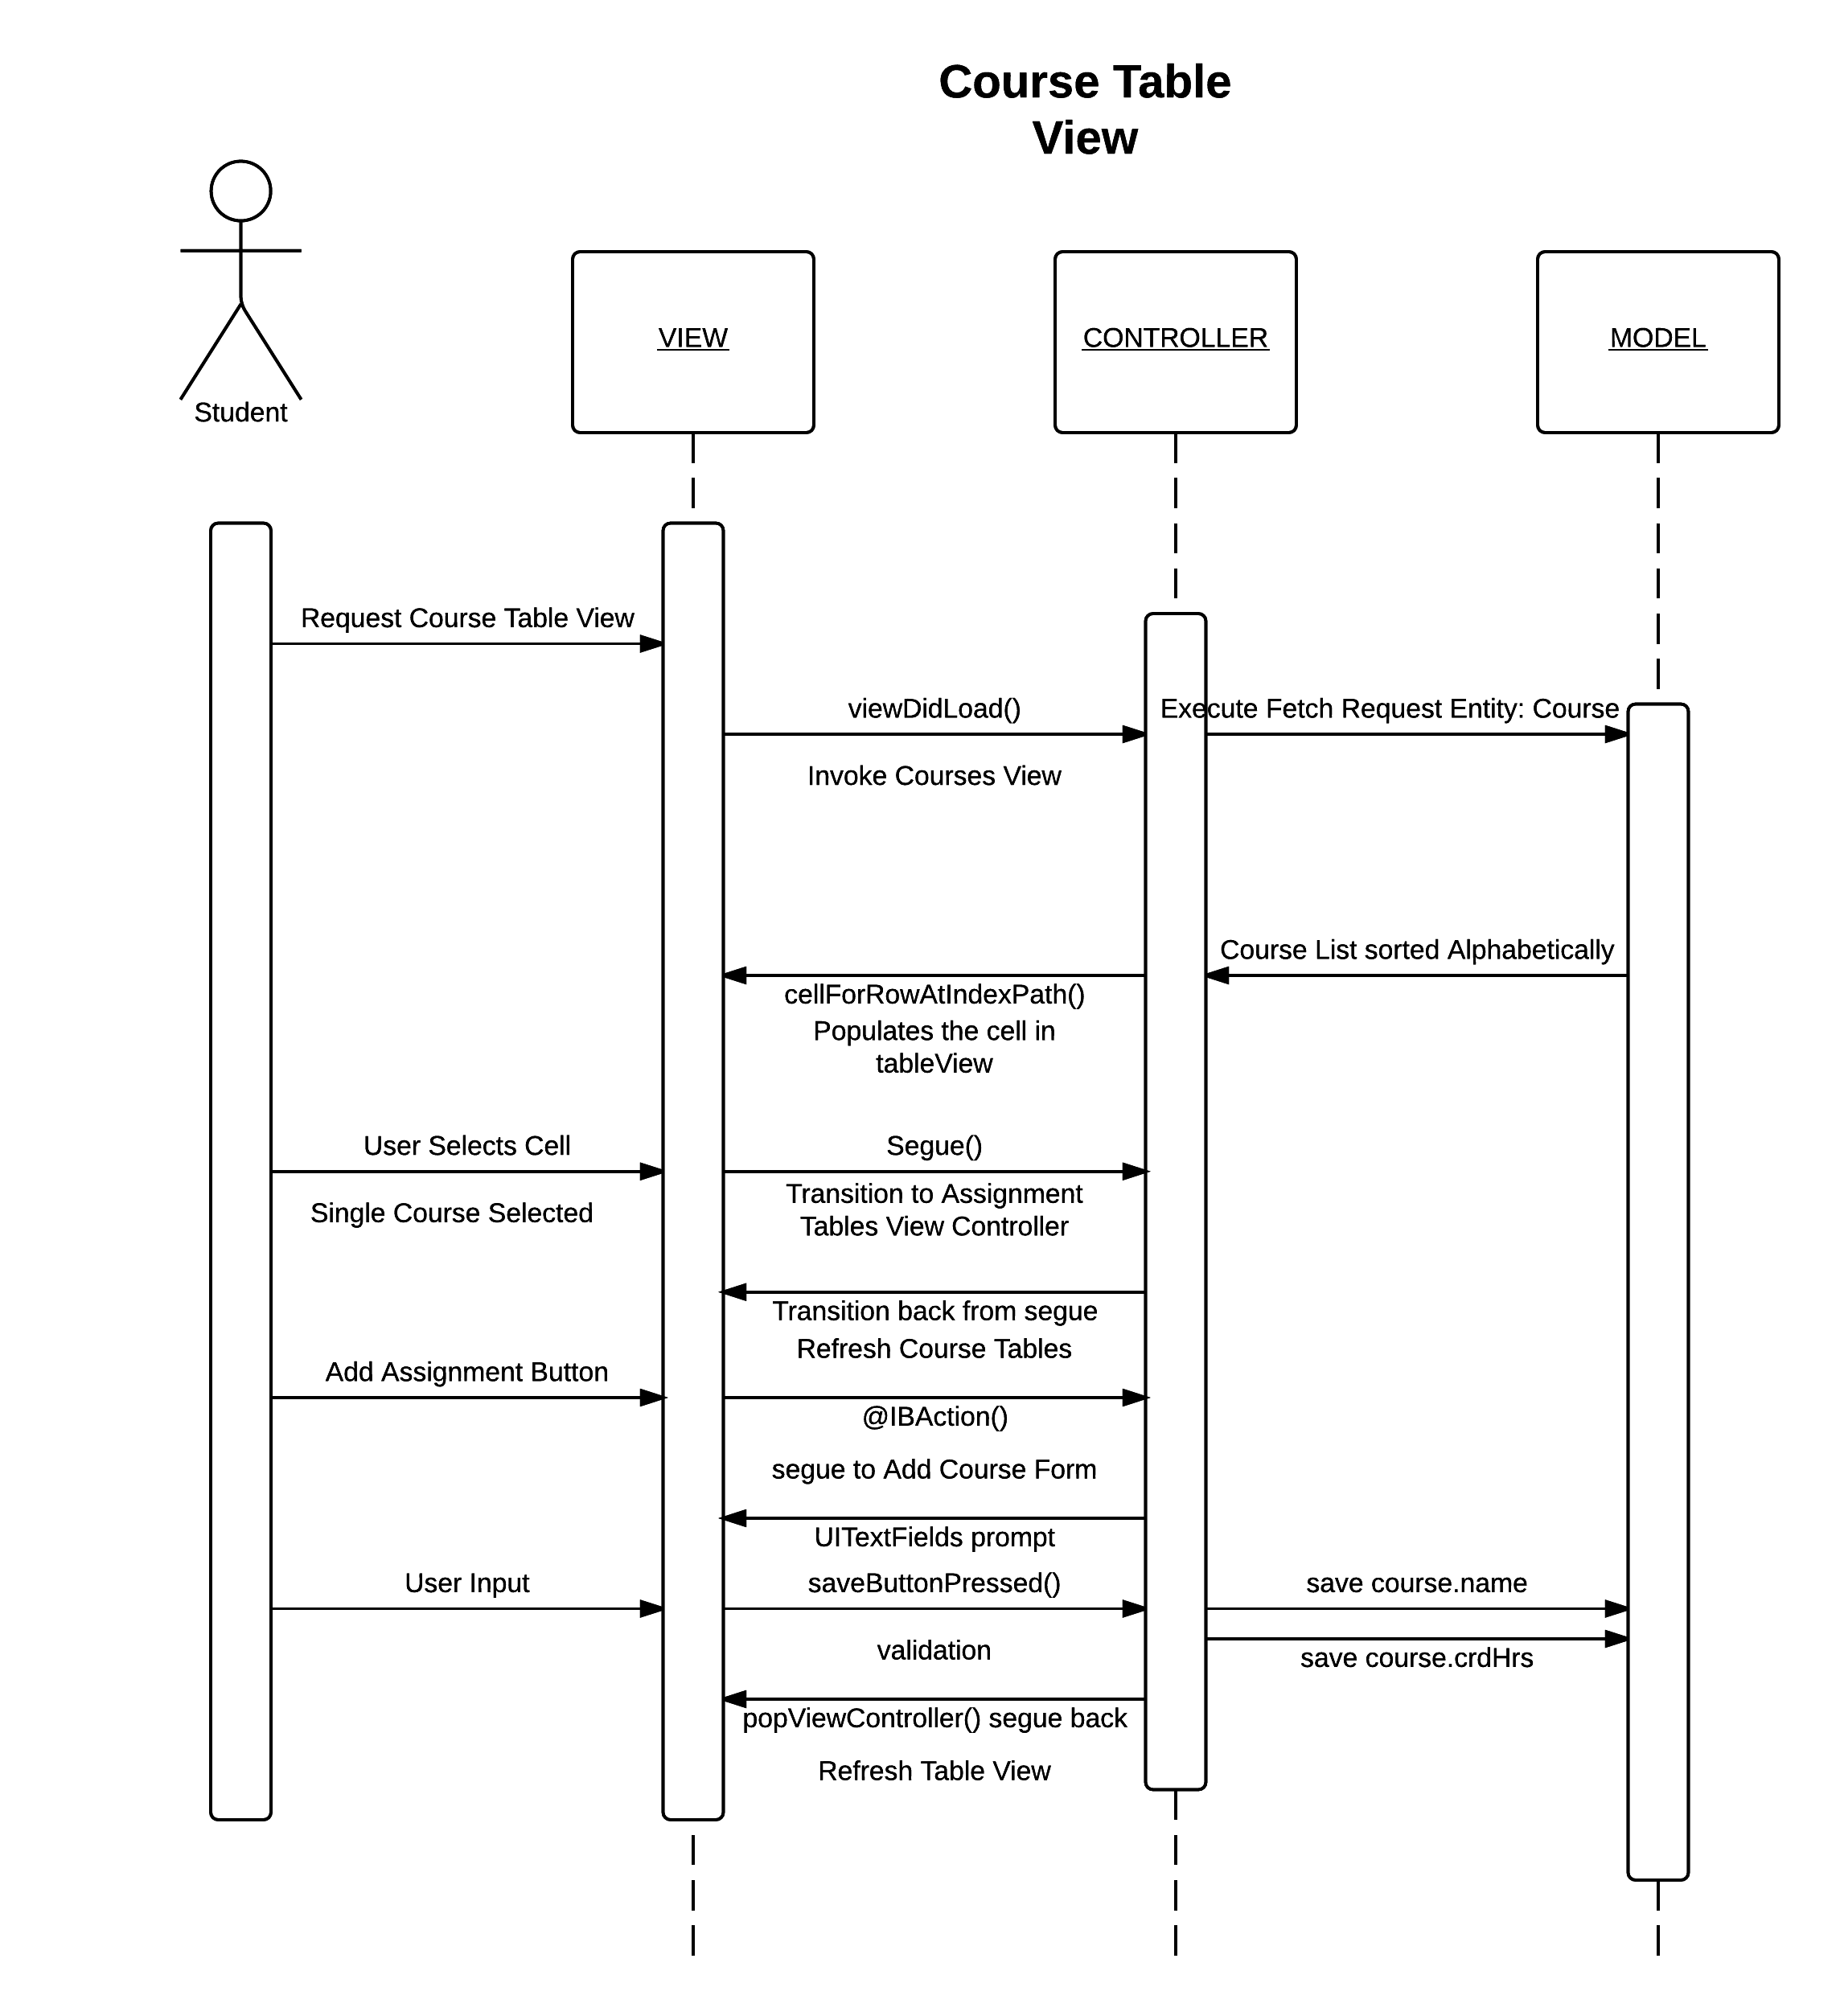 Course Table
View
Student
VIEW
CONTROLLER
MODEL
Request Course Table View
viewDidLoad()
Execute Fetch Request Entity: Course
Invoke Courses View
Course List sorted Alphabetically
cellForRowAtIndexPath()
Populates the cell in
tableView
User Selects Cell
Segue()
Single Course Selected
Transition to Assignment
Tables View Controller
Transition back from segue
Refresh Course Tables
Add Assignment Button
@IBAction()
segue to Add Course Form
UITextFields prompt
User Input
saveButtonPressed()
save course.name
validation
save course.crdHrs
popViewController() segue back
Refresh Table View